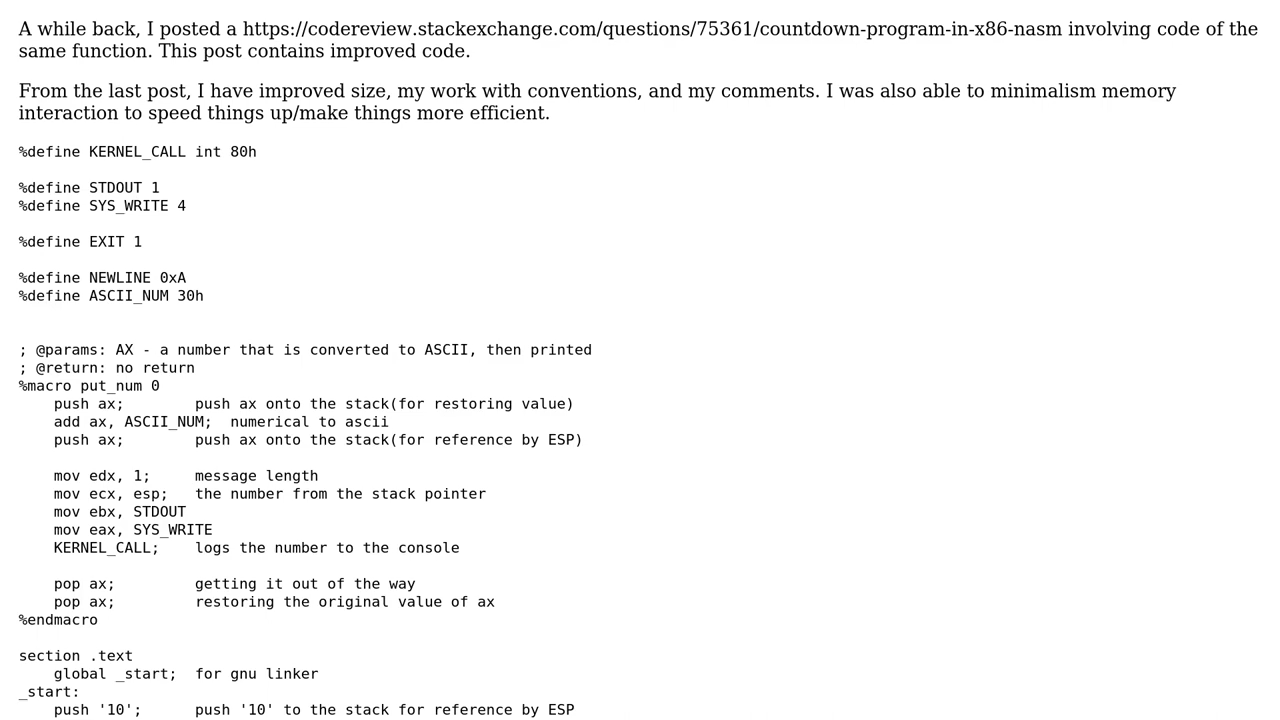 A while back, I posted a https://codereview.stackexchange.com/questions/75361/countdown-program-in-x86-nasm involving code of the
same function. This post contains improved code.
From the last post, I have improved size, my work with conventions, and my comments. I was also able to minimalism memory
interaction to speed things up/make things more efficient.
%define KERNEL_CALL int 80h
%define STDOUT 1
%define SYS_WRITE 4
%define EXIT 1
%define NEWLINE 0xA
%define ASCII_NUM 30h
; @params: AX - a number that is converted to ASCII, then printed
; @return: no return
%macro put_num 0
    push ax;        push ax onto the stack(for restoring value)
    add ax, ASCII_NUM;  numerical to ascii
    push ax;        push ax onto the stack(for reference by ESP)
    mov edx, 1;     message length
    mov ecx, esp;   the number from the stack pointer
    mov ebx, STDOUT
    mov eax, SYS_WRITE
    KERNEL_CALL;    logs the number to the console
    pop ax;         getting it out of the way
    pop ax;         restoring the original value of ax
%endmacro
section .text
    global _start;  for gnu linker
_start:
    push '10';      push '10' to the stack for reference by ESP